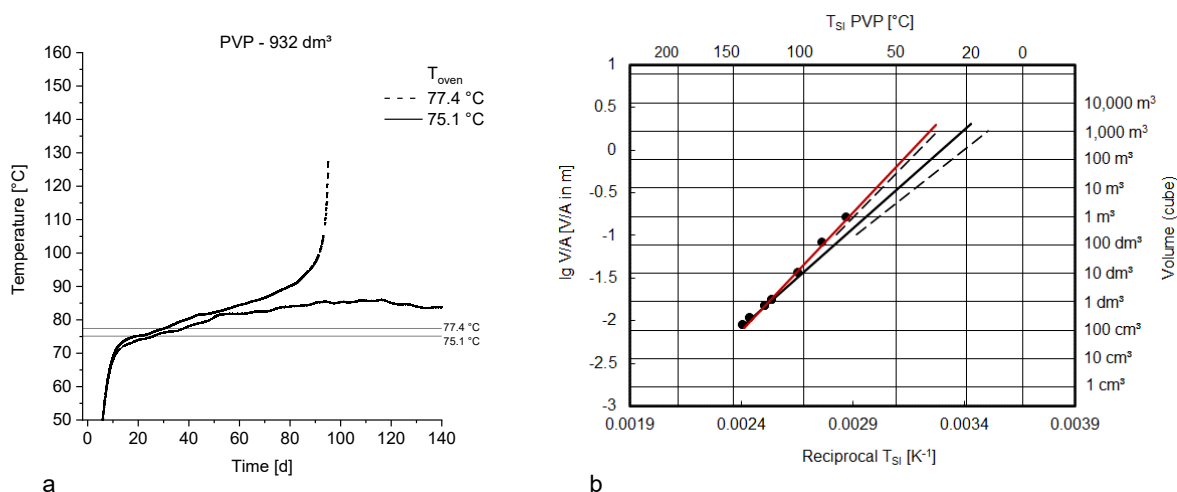 PVP - 932 dm³
160
150
140
130
120
110
100
90
80
70
60
50
Temperature [°C]
T_oven
77.4 °C
75.1 °C
77.4 °C
75.1 °C
0 20 40 60 80 100 120 140
Time [d]
a
T_SI PVP [°C]
200 150 100 50 20 0
1
0.5
0
-0.5
-1
-1.5
-2
-2.5
-3
lg V/A [V/A in m]
10,000 m³
1,000 m³
100 m³
10 m³
1 m³
100 dm³
10 dm³
1 dm³
100 cm³
10 cm³
1 cm³
Volume (cube)
0.0019 0.0024 0.0029 0.0034 0.0039
Reciprocal T_SI [K⁻¹]
b